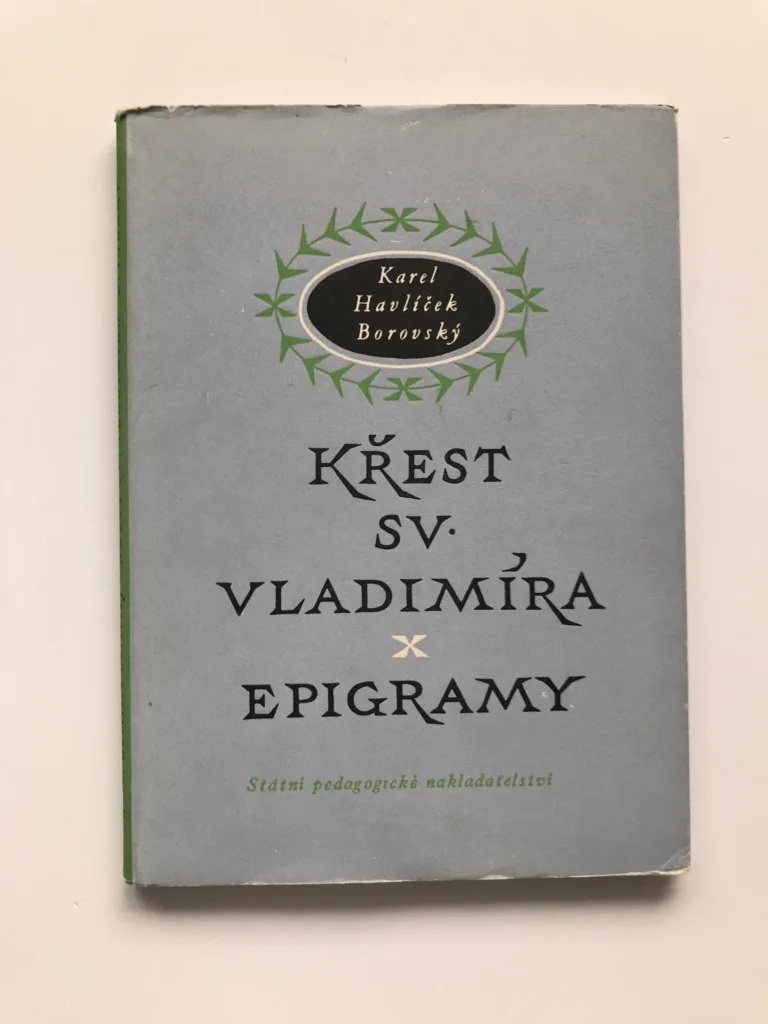 Karel
Havlíček
Borovský
KŘEST
SV.
VLADIMÍRA
EPIGRAMY
Státní pedagogické nakladatelství